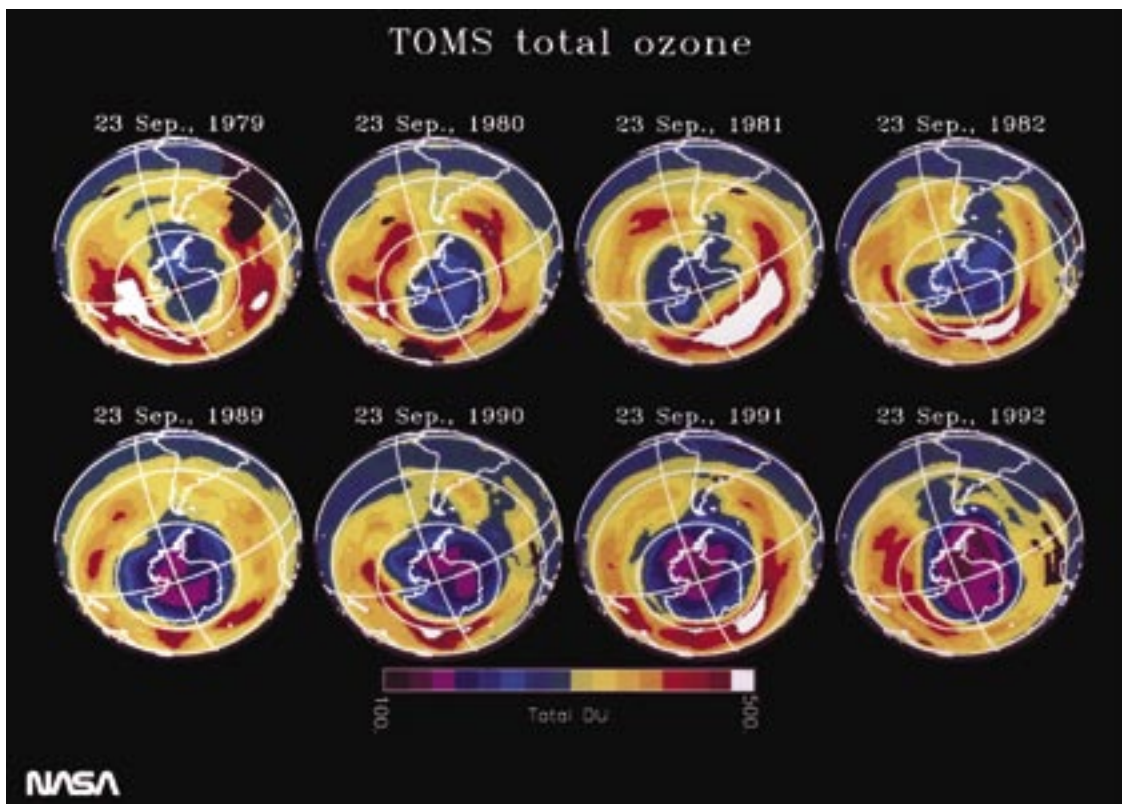 TOMS total ozone
23 Sep., 1979
23 Sep., 1980
23 Sep., 1981
23 Sep., 1982
23 Sep., 1989
23 Sep., 1990
23 Sep., 1991
23 Sep., 1992
100.
500.
Total DU
NASA